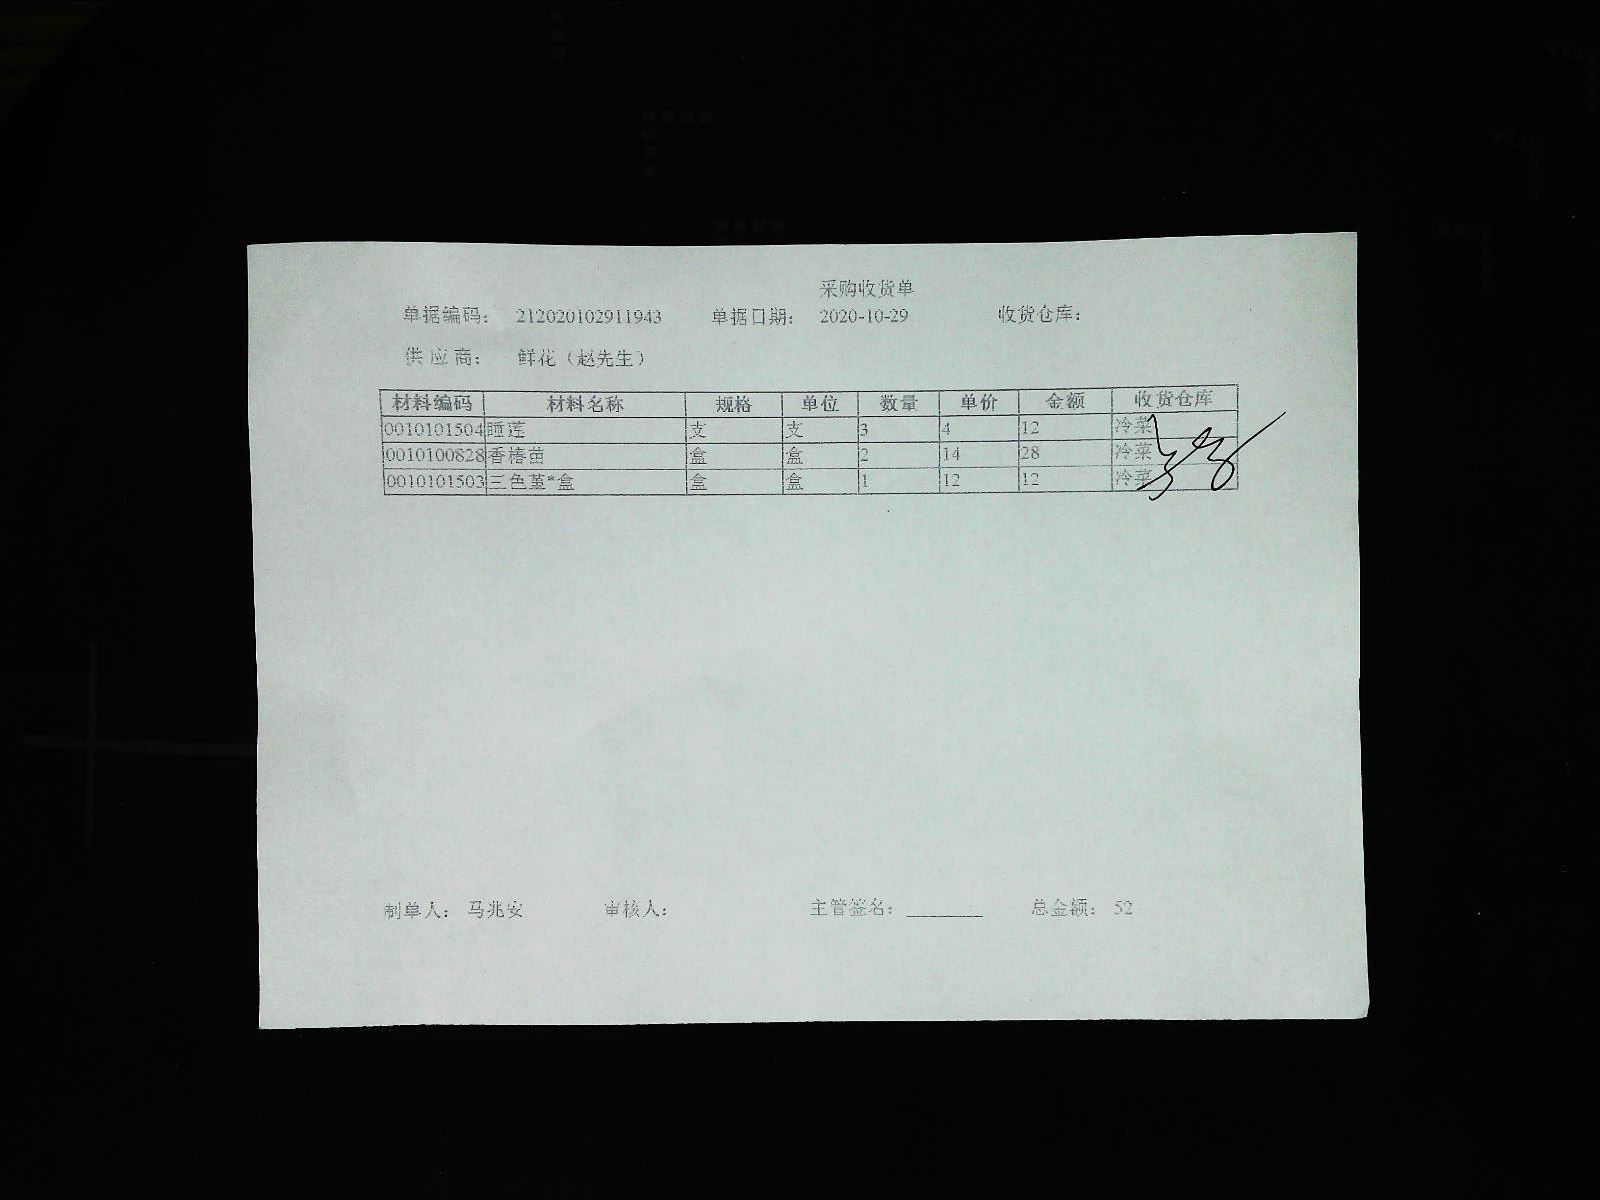 采购收货单
单据编码： 212020102911943 单据日期： 2020-10-29 收货仓库：
供应商： 鲜花（赵先生）
材料编码 材料名称 规格 单位 数量 单价 金额 收货仓库
0010101504 睡莲 支 支 3 4 12 冷菜
0010100828 香椿苗 盒 盒 2 14 28 冷菜
0010101503 三色堇*盒 盒 盒 1 12 12 冷菜
制单人： 马兆安 审核人： 主管签名：________ 总金额： 52